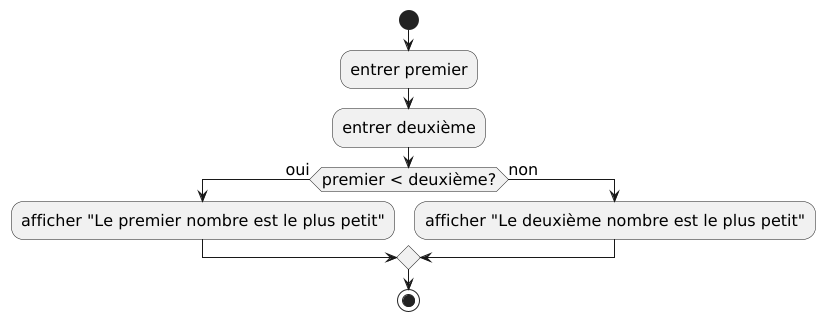 entrer premier
entrer deuxième
oui
premier < deuxième?
non
afficher "Le premier nombre est le plus petit"
afficher "Le deuxième nombre est le plus petit"